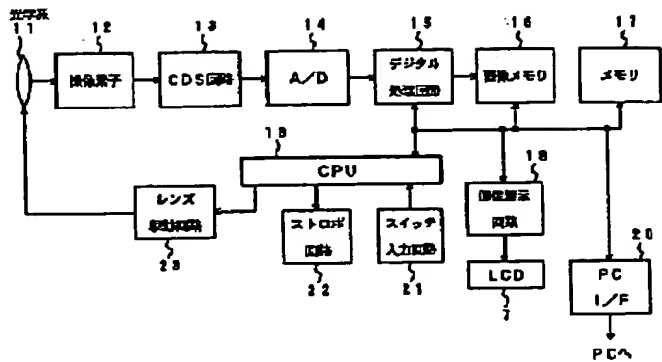 光学系
11
12
13
14
15
16
17
撮像素子
CDS回路
A/D
デジタル
処理回路
画像メモリ
メモリ
CPU
18
レンズ
駆動回路
ストロボ
回路
スイッチ
入力回路
画像表示
回路
20
23
22
21
LCD
7
PC
I/F
PCへ